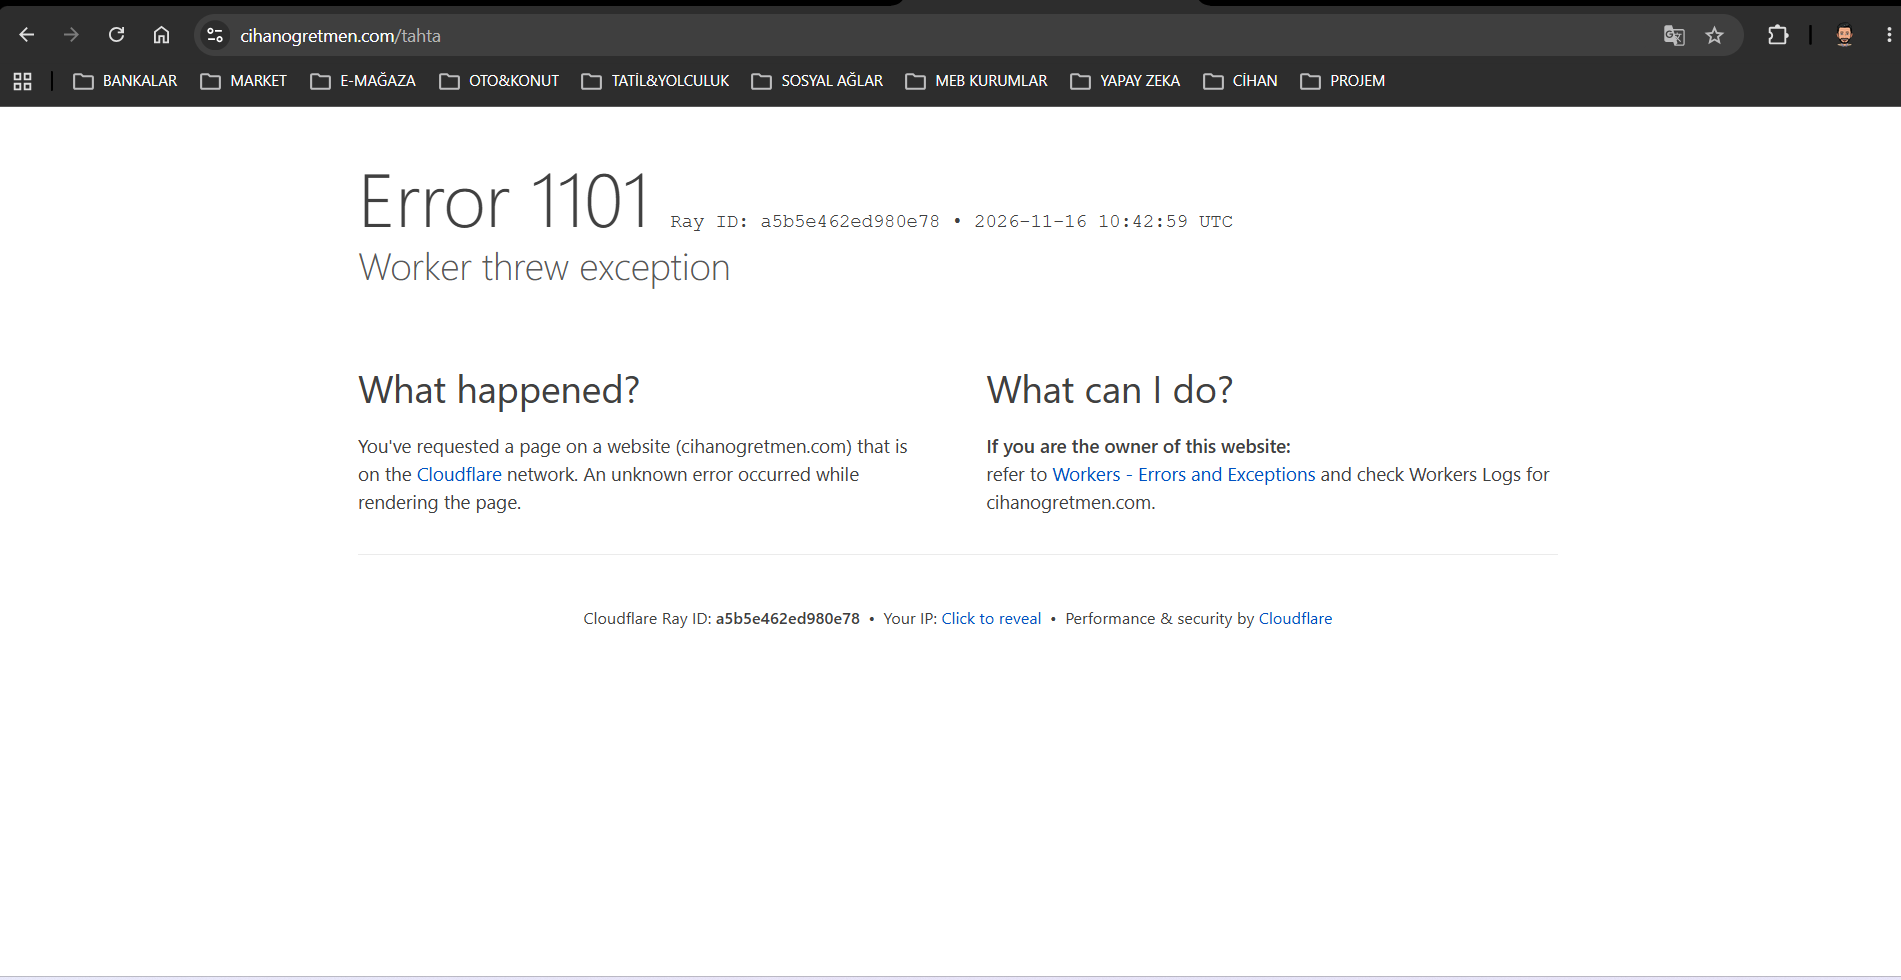 cihanogretmen.com/tahta
BANKALAR MARKET E-MAĞAZA OTO&KONUT TATİL&YOLCULUK SOSYAL AĞLAR MEB KURUMLAR YAPAY ZEKA CİHAN PROJEM
Error 1101 Ray ID: a5b5e462ed980e78 • 2026-11-16 10:42:59 UTC
Worker threw exception
What happened?
You've requested a page on a website (cihanogretmen.com) that is
on the Cloudflare network. An unknown error occurred while
rendering the page.
What can I do?
If you are the owner of this website:
refer to Workers - Errors and Exceptions and check Workers Logs for
cihanogretmen.com.
Cloudflare Ray ID: a5b5e462ed980e78 • Your IP: Click to reveal • Performance & security by Cloudflare